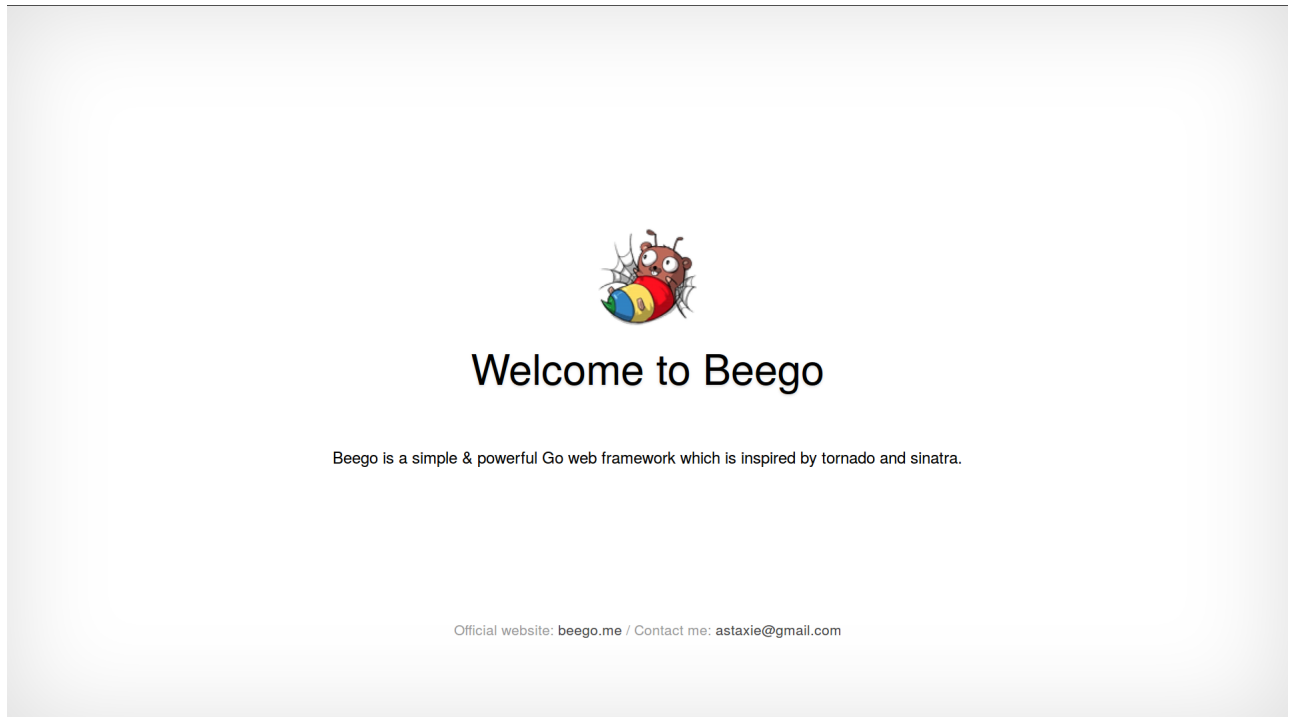 Welcome to Beego
Beego is a simple & powerful Go web framework which is inspired by tornado and sinatra.
Official website: beego.me / Contact me: astaxie@gmail.com